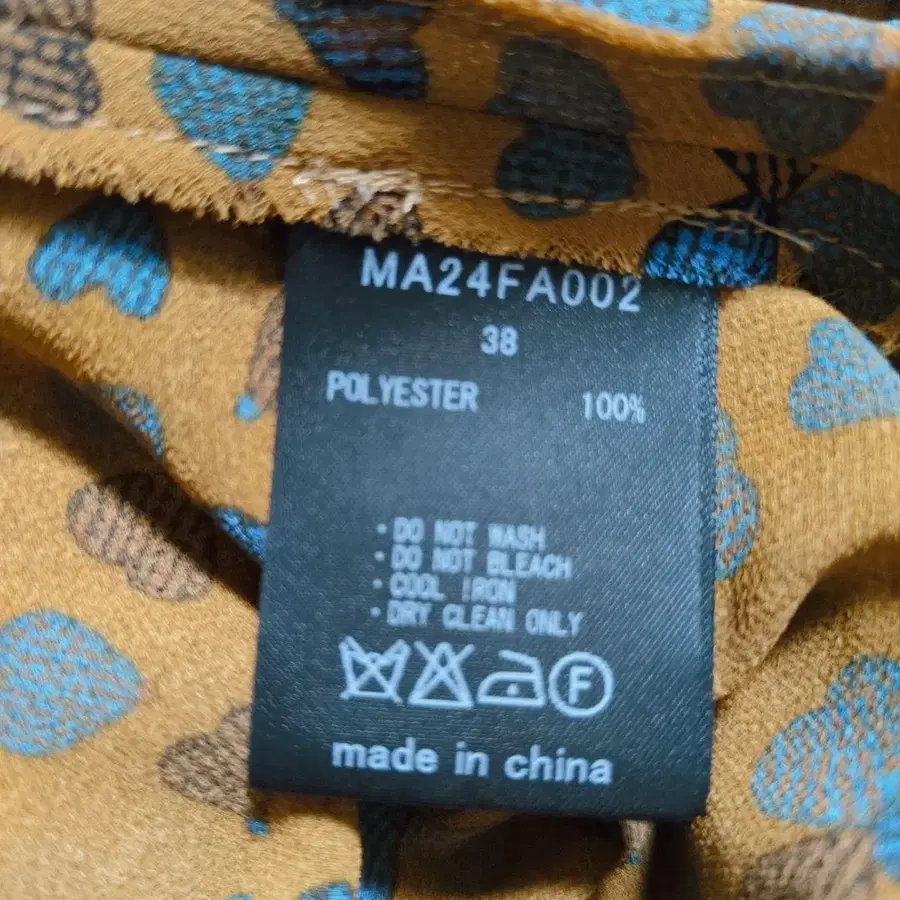 MA24FA002
38
POLYESTER 100%
・DO NOT WASH
・DO NOT BLEACH
・COOL IRON
・DRY CLEAN ONLY
F
made in china